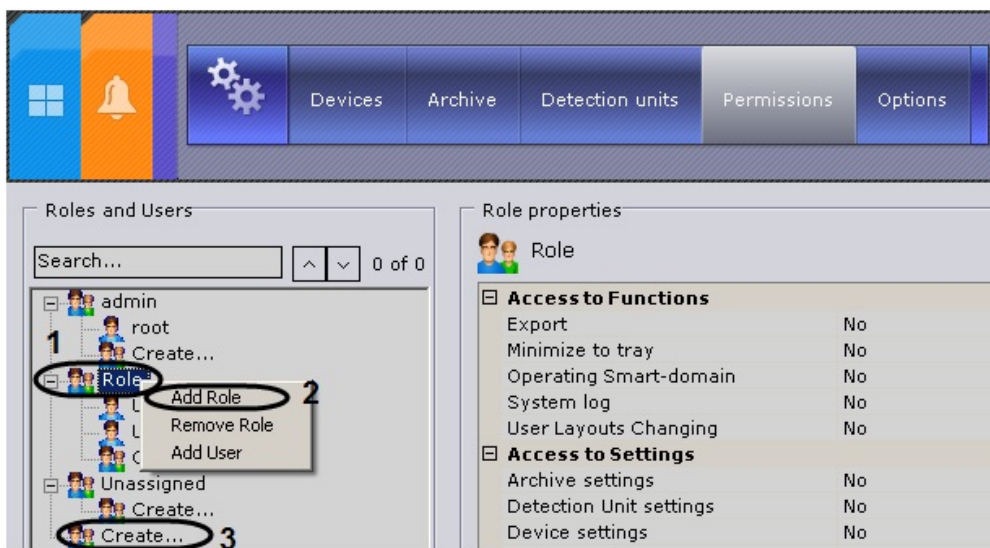 Devices Archive Detection units Permissions Options
Roles and Users
Search...
0 of 0
admin
root
Create...
1
Role
Add Role
2
Remove Role
Add User
Unassigned
Create...
Create...
3
Role properties
Role
Access to Functions
Export No
Minimize to tray No
Operating Smart-domain No
System log No
User Layouts Changing No
Access to Settings
Archive settings No
Detection Unit settings No
Device settings No